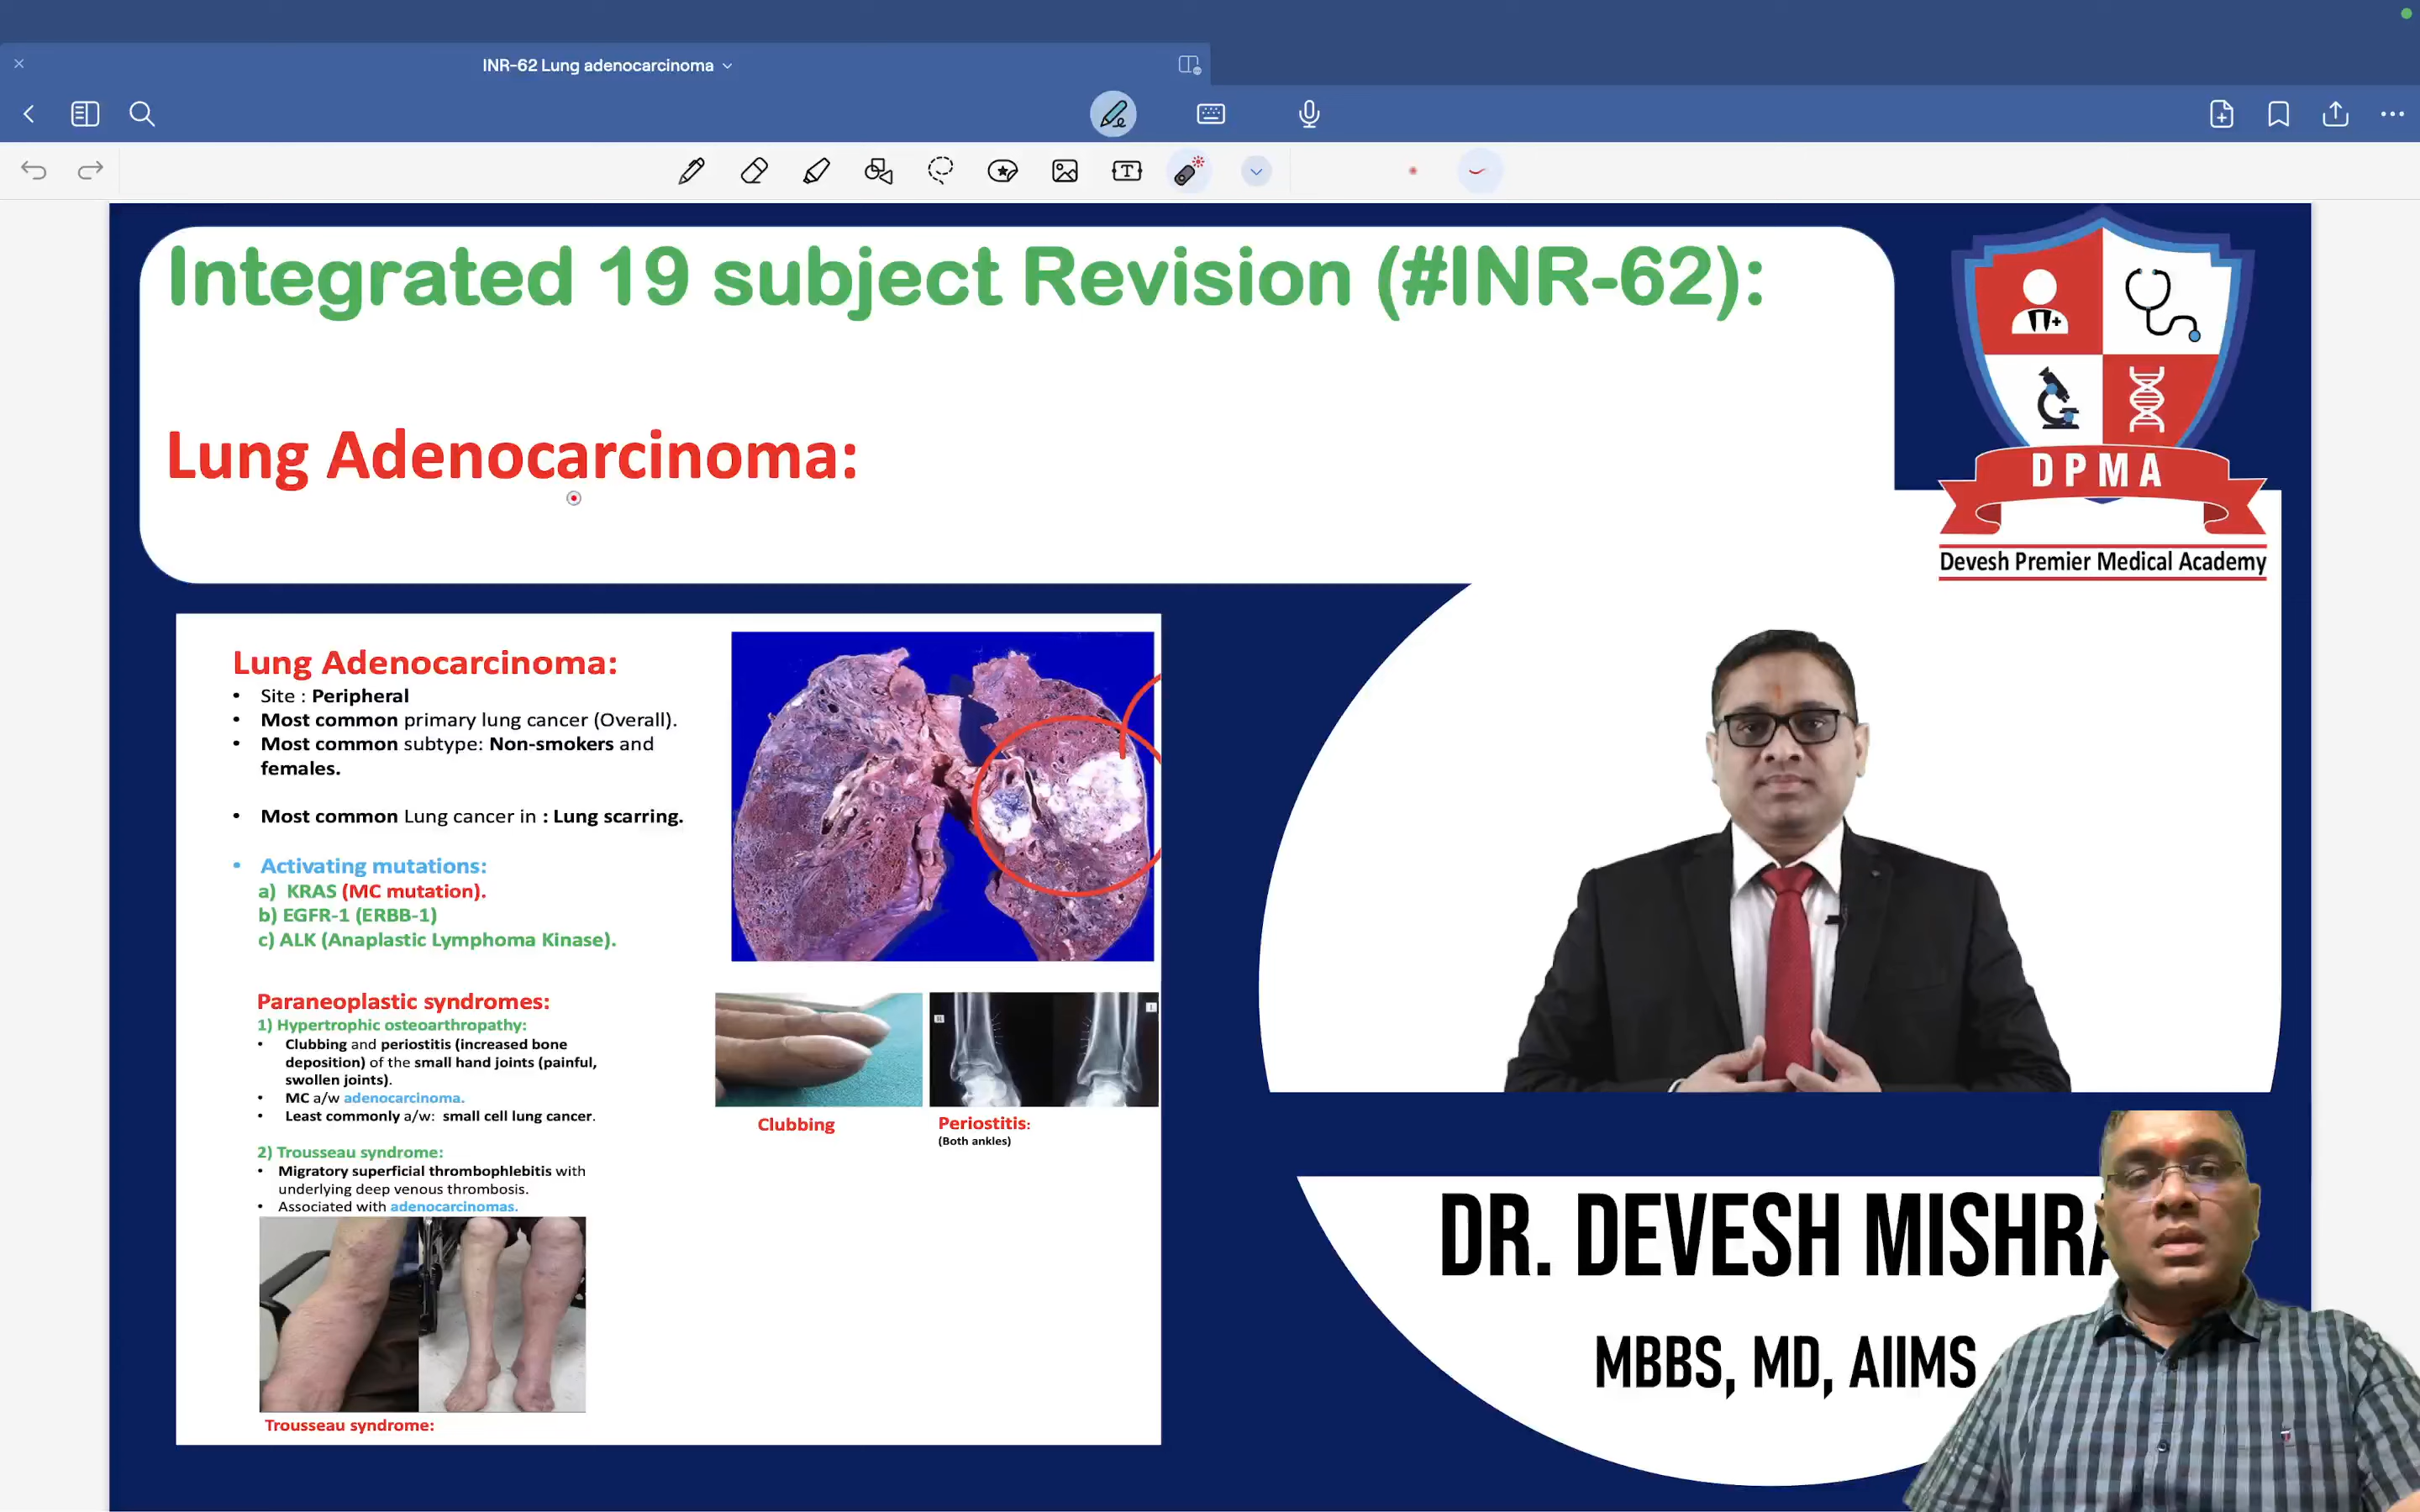 INR-62 Lung adenocarcinoma
Integrated 19 subject Revision (#INR-62):
Lung Adenocarcinoma:
DPMA
Devesh Premier Medical Academy
Lung Adenocarcinoma:
• Site : Peripheral
• Most common primary lung cancer (Overall).
• Most common subtype: Non-smokers and
females.
• Most common Lung cancer in : Lung scarring.
• Activating mutations:
a) KRAS (MC mutation).
b) EGFR-1 (ERBB-1)
c) ALK (Anaplastic Lymphoma Kinase).
Paraneoplastic syndromes:
1) Hypertrophic osteoarthropathy:
• Clubbing and periostitis (increased bone
deposition) of the small hand joints (painful,
swollen joints).
• MC a/w adenocarcinoma.
• Least commonly a/w: small cell lung cancer.
2) Trousseau syndrome:
• Migratory superficial thrombophlebitis with
underlying deep venous thrombosis.
• Associated with adenocarcinomas.
Trousseau syndrome:
Clubbing
Periostitis:
(Both ankles)
DR. DEVESH MISHRA
MBBS, MD, AIIMS